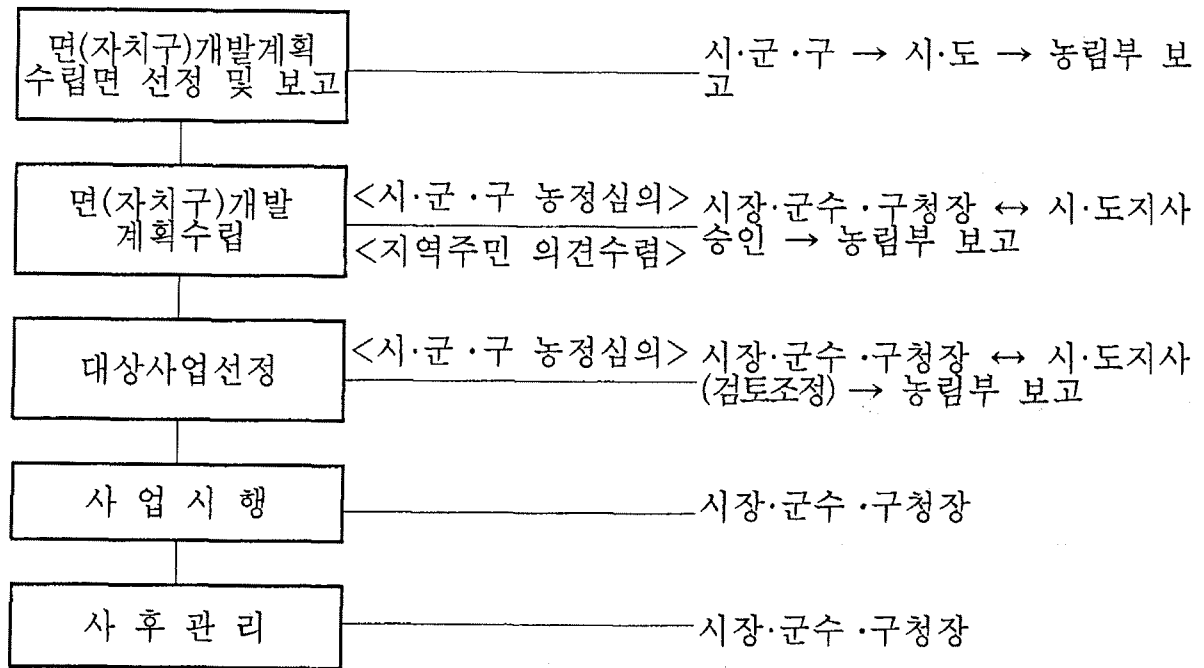 면(자치구)개발계획
수립면 선정 및 보고
시·군·구 → 시·도 → 농림부 보
고
면(자치구)개발
계획수립
<시·군·구 농정심의>
<지역주민 의견수렴>
시장·군수·구청장 ↔ 시·도지사
승인 → 농림부 보고
대상사업선정
<시·군·구 농정심의>
시장·군수·구청장 ↔ 시·도지사
(검토조정) → 농림부 보고
사 업 시 행
시장·군수·구청장
사 후 관 리
시장·군수·구청장